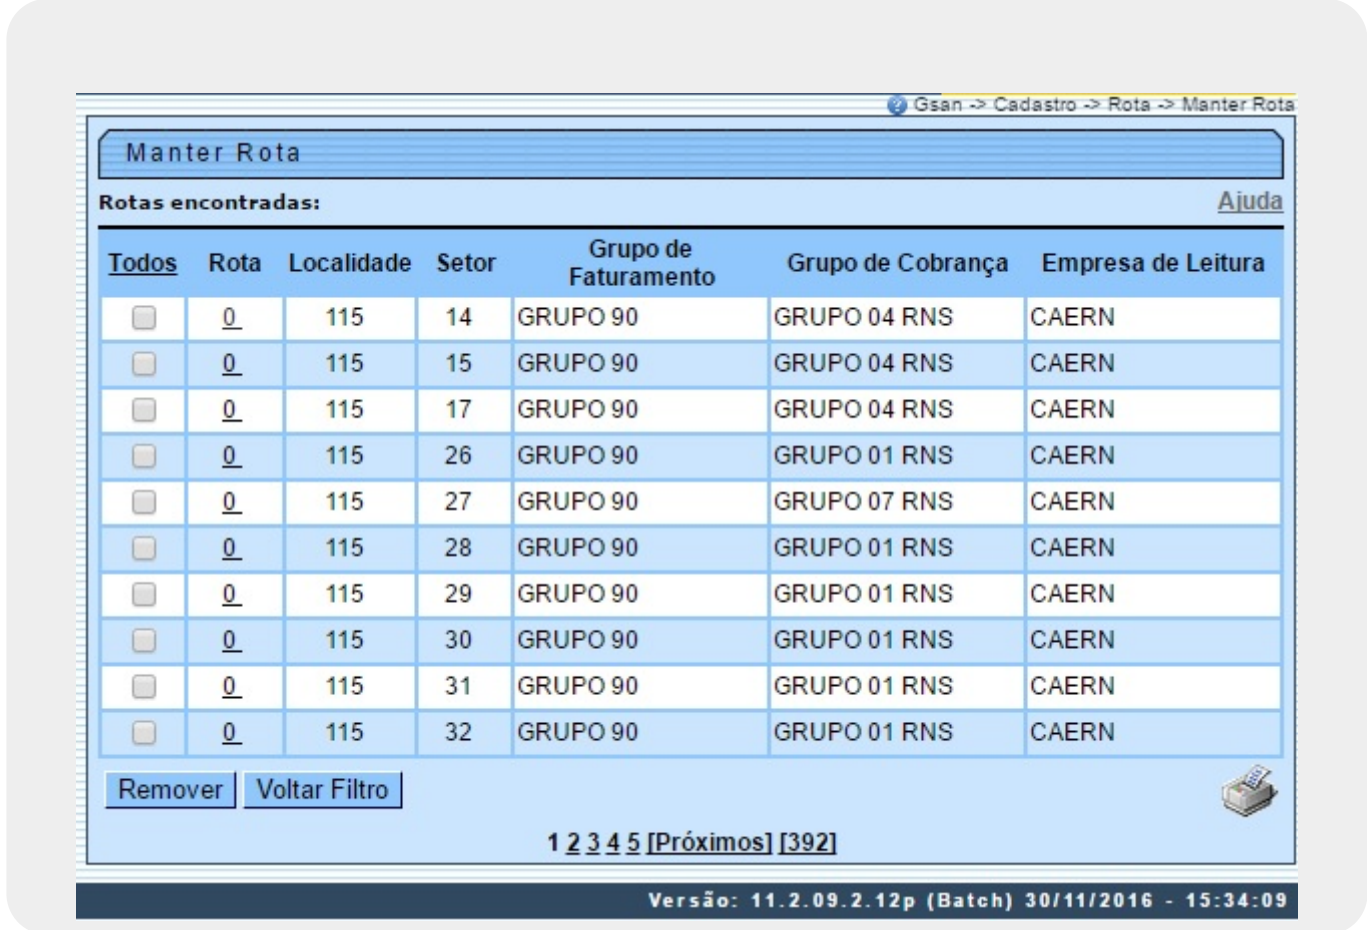 Gsan -> Cadastro -> Rota -> Manter Rota
Manter Rota
Rotas encontradas: Ajuda
Todos Rota Localidade Setor Grupo de Faturamento Grupo de Cobrança Empresa de Leitura
0 115 14 GRUPO 90 GRUPO 04 RNS CAERN
0 115 15 GRUPO 90 GRUPO 04 RNS CAERN
0 115 17 GRUPO 90 GRUPO 04 RNS CAERN
0 115 26 GRUPO 90 GRUPO 01 RNS CAERN
0 115 27 GRUPO 90 GRUPO 07 RNS CAERN
0 115 28 GRUPO 90 GRUPO 01 RNS CAERN
0 115 29 GRUPO 90 GRUPO 01 RNS CAERN
0 115 30 GRUPO 90 GRUPO 01 RNS CAERN
0 115 31 GRUPO 90 GRUPO 01 RNS CAERN
0 115 32 GRUPO 90 GRUPO 01 RNS CAERN
Remover Voltar Filtro
1 2 3 4 5 [Próximos] [392]
Versão: 11.2.09.2.12p (Batch) 30/11/2016 - 15:34:09